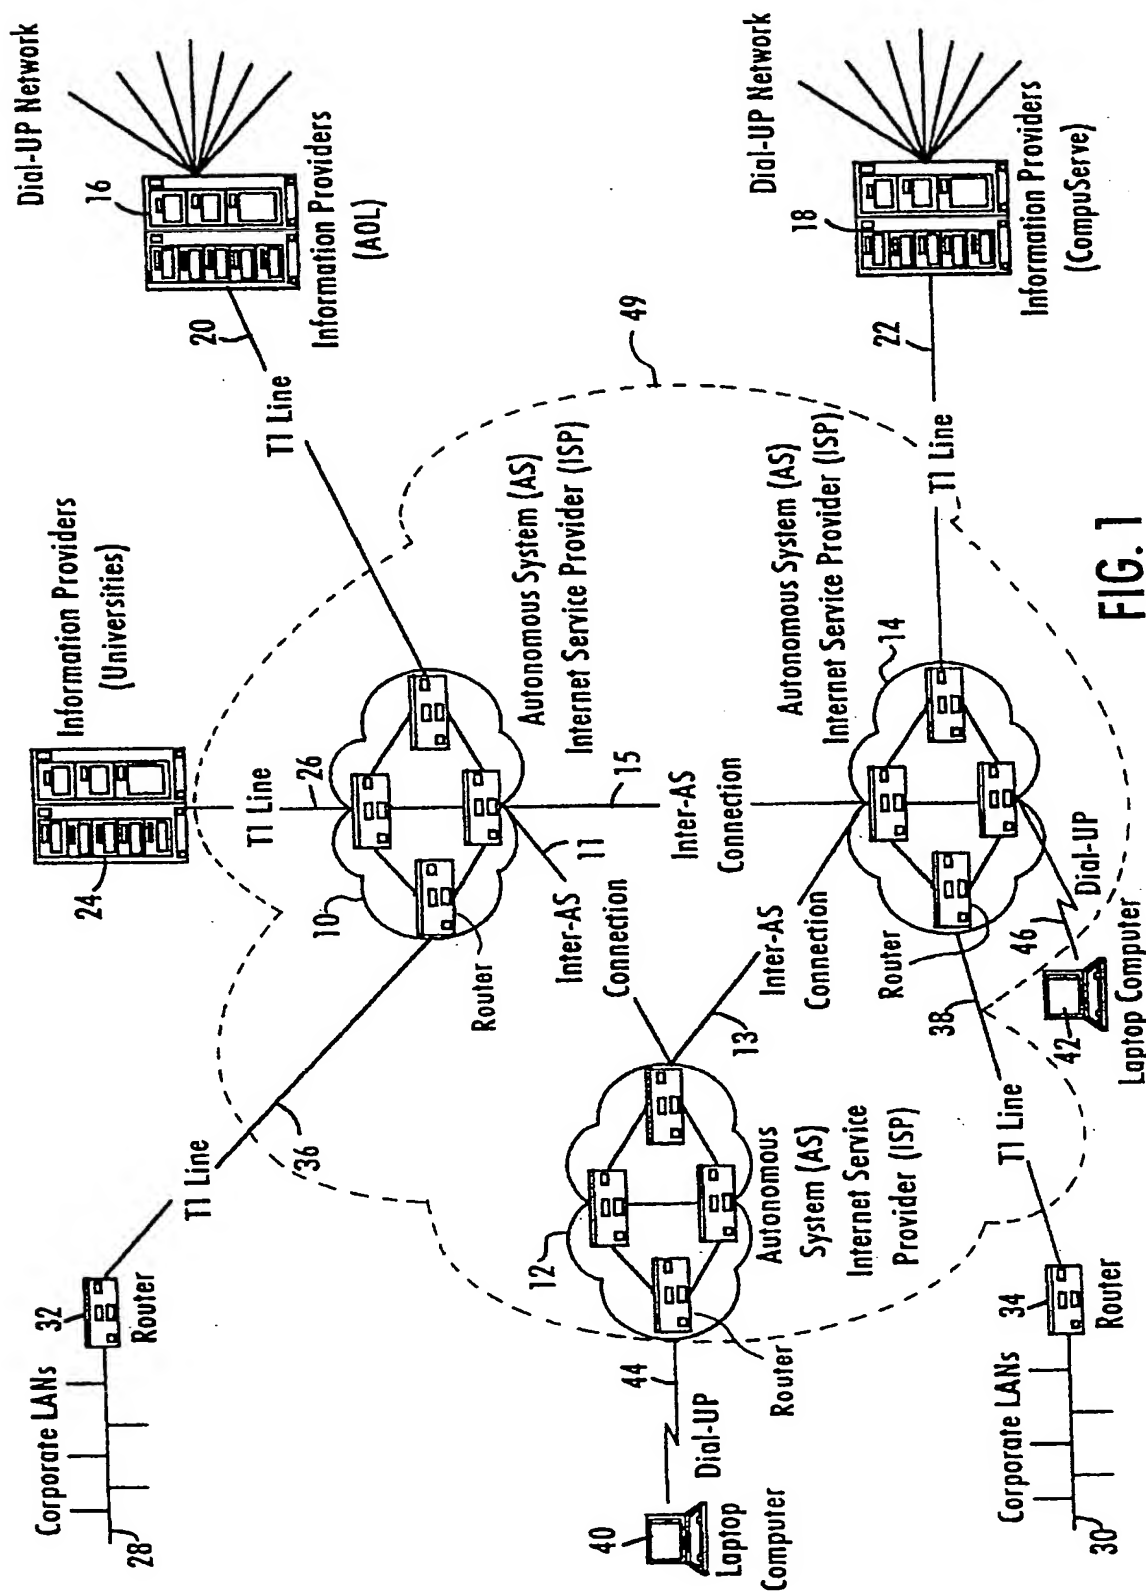 Corporate LANs
28
32
Router
T1 Line
36
24
Information Providers
(Universities)
T1 Line
26
10
Router
T1 Line
20
16
Dial-UP Network
Information Providers
(AOL)
Autonomous System (AS)
Internet Service Provider (ISP)
49
Inter-AS
Connection
11
15
Inter-AS
Connection
40
Laptop
Computer
Dial-UP
44
12
Router
Autonomous
System (AS)
Internet Service
Provider (ISP)
13
Inter-AS
Connection
Autonomous System (AS)
Internet Service Provider (ISP)
14
Router
T1 Line
22
18
Dial-UP Network
Information Providers
(CompuServe)
Corporate LANs
30
34
Router
T1 Line
38
42
Laptop Computer
46
Dial-UP
FIG. 1